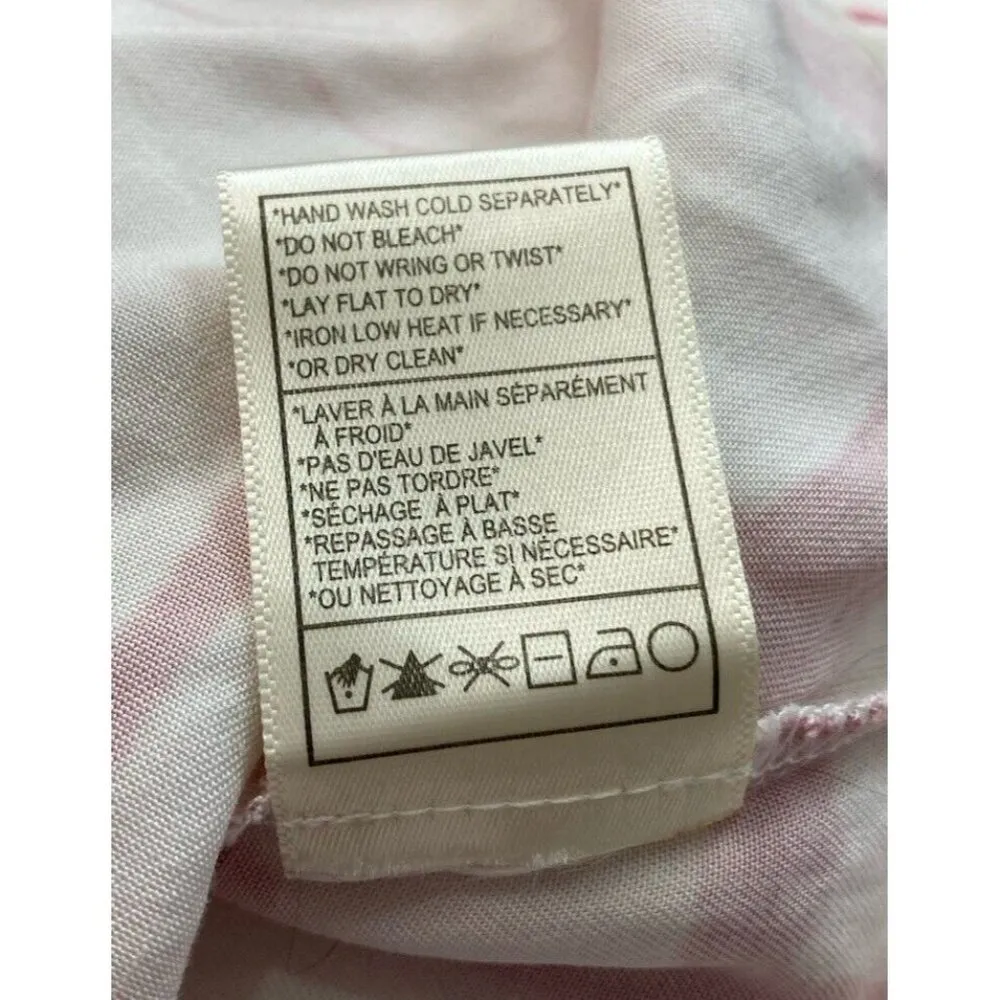 *HAND WASH COLD SEPARATELY*
*DO NOT BLEACH*
*DO NOT WRING OR TWIST*
*LAY FLAT TO DRY*
*IRON LOW HEAT IF NECESSARY*
*OR DRY CLEAN*
*LAVER À LA MAIN SÉPARÉMENT
À FROID*
*PAS D'EAU DE JAVEL*
*NE PAS TORDRE*
*SÉCHAGE À PLAT*
*REPASSAGE À BASSE
TEMPÉRATURE SI NÉCESSAIRE*
*OU NETTOYAGE À SEC*